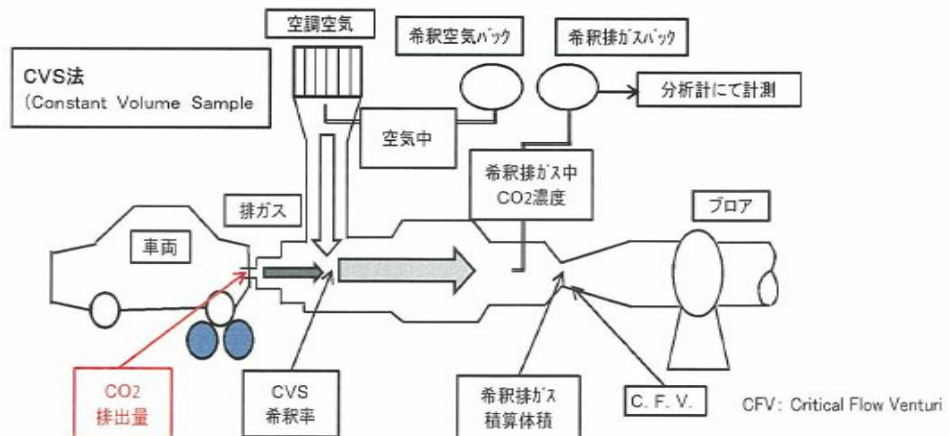 空調空気
希釈空気バック
希釈排ガスバック
CVS法
(Constant Volume Sample
分析計にて計測
空気中
希釈排ガス中
CO2濃度
排ガス
車両
ブロア
CO2
排出量
CVS
希釈率
希釈排ガス
積算体積
C. F. V.
CFV: Critical Flow Venturi